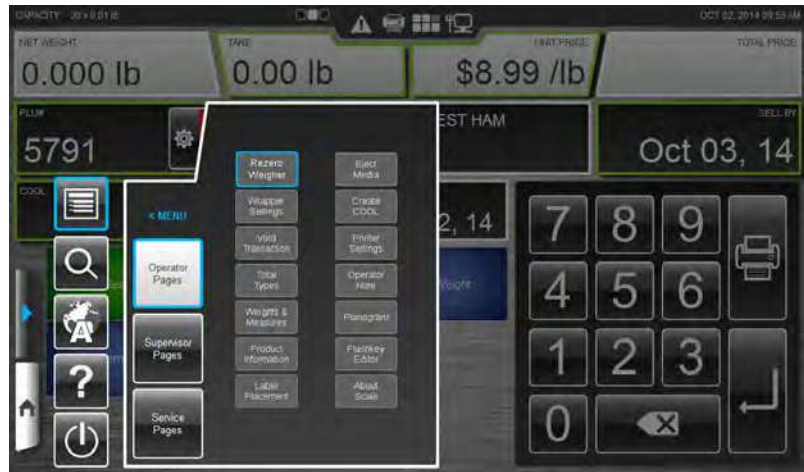 CAPACITY 30 x 0.01 lb
OCT 02, 2014 09:55 AM
NET WEIGHT
0.000 lb
TARE
0.00 lb
UNIT PRICE
$8.99 /lb
TOTAL PRICE
PLU#
5791
EST HAM
SELL BY
Oct 03, 14
COOL
2, 14
< MENU
Operator
Pages
Supervisor
Pages
Service
Pages
Rezero
Weigher
Eject
Media
Wrapper
Settings
Create
COOL
Void
Transaction
Printer
Settings
Total
Types
Operator
Note
Weights &
Measures
Planograms
Product
Information
Flashkey
Editor
Label
Placement
About
Scale
Weight
A
?
7 8 9
4 5 6
1 2 3
0